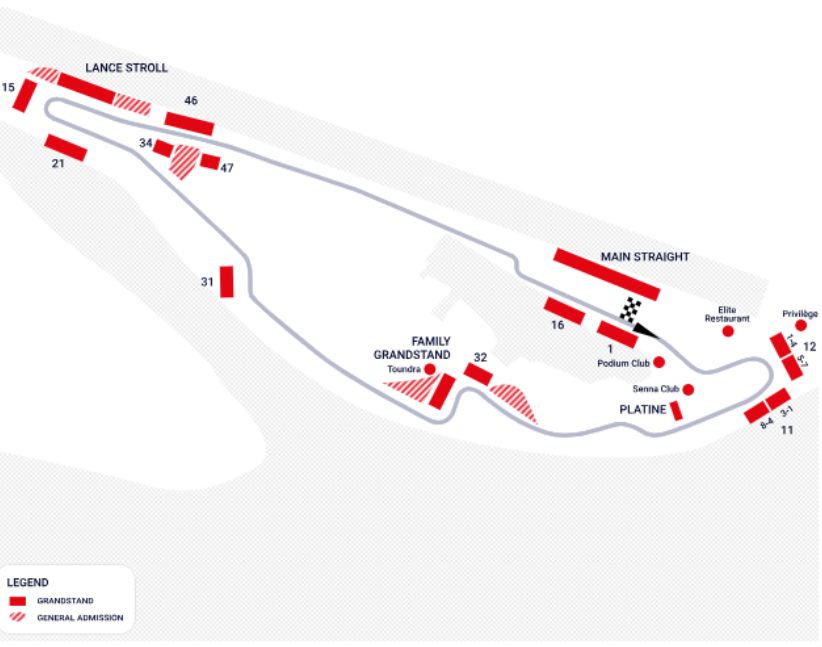 LANCE STROLL
15
46
34
47
21
31
MAIN STRAIGHT
16
1
Elite
Restaurant
Privilège
1-4
12
5-7
Podium Club
FAMILY
GRANDSTAND
Toundra
32
Senna Club
PLATINE
3-1
8-4
11
LEGEND
GRANDSTAND
GENERAL ADMISSION